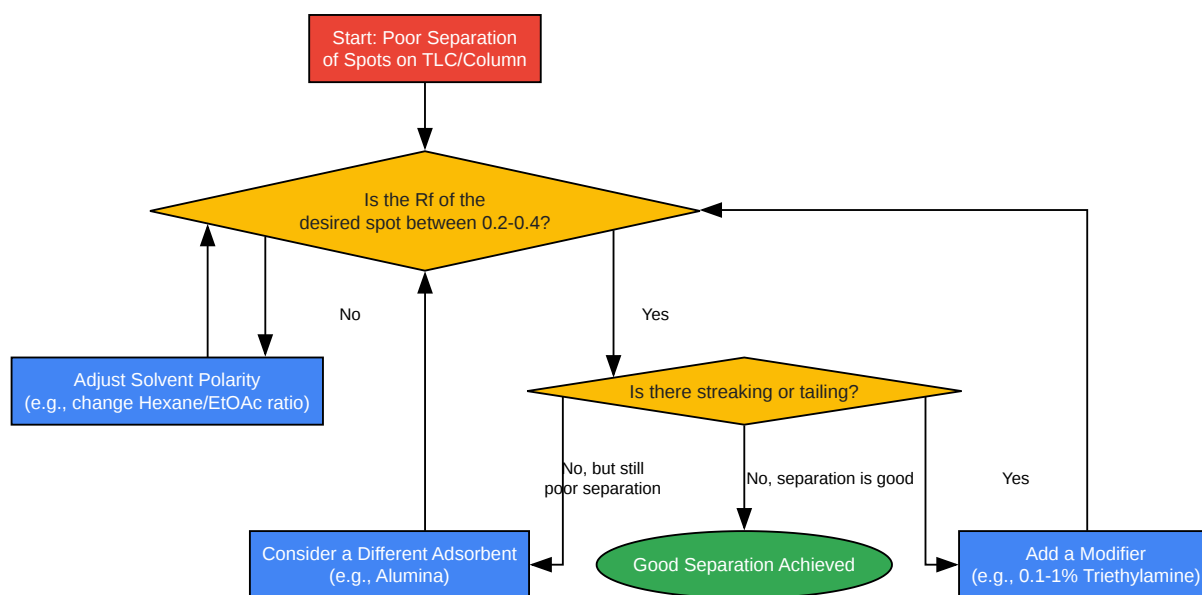 Start: Poor Separation
of Spots on TLC/Column
Is the Rf of the
desired spot between 0.2-0.4?
No
Yes
Adjust Solvent Polarity
(e.g., change Hexane/EtOAc ratio)
Is there streaking or tailing?
No, but still
poor separation
No, separation is good
Yes
Consider a Different Adsorbent
(e.g., Alumina)
Good Separation Achieved
Add a Modifier
(e.g., 0.1-1% Triethylamine)